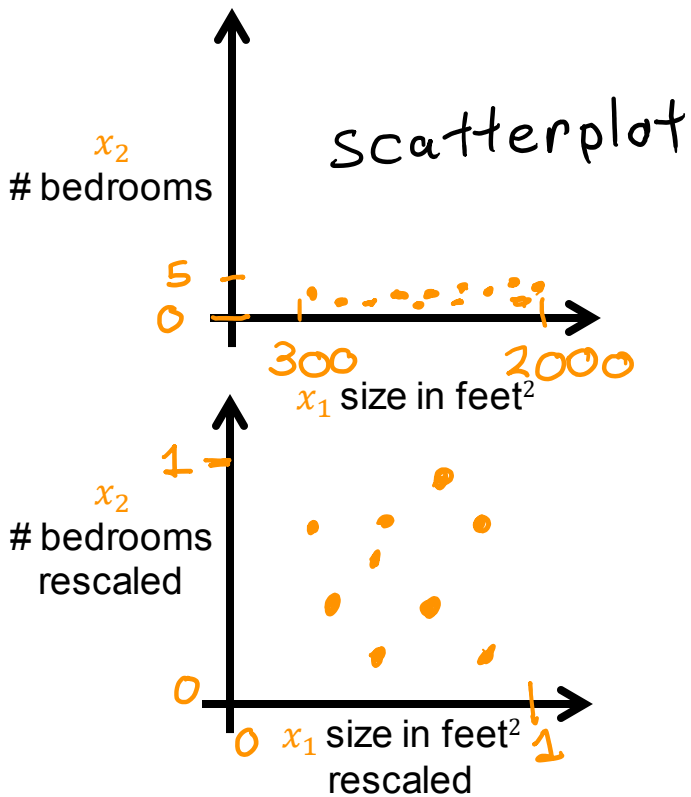 scatterplot
x₂
# bedrooms
5
0
300 2000
x₁ size in feet²
1
x₂
# bedrooms
rescaled
0
0 x₁ size in feet² 1
rescaled